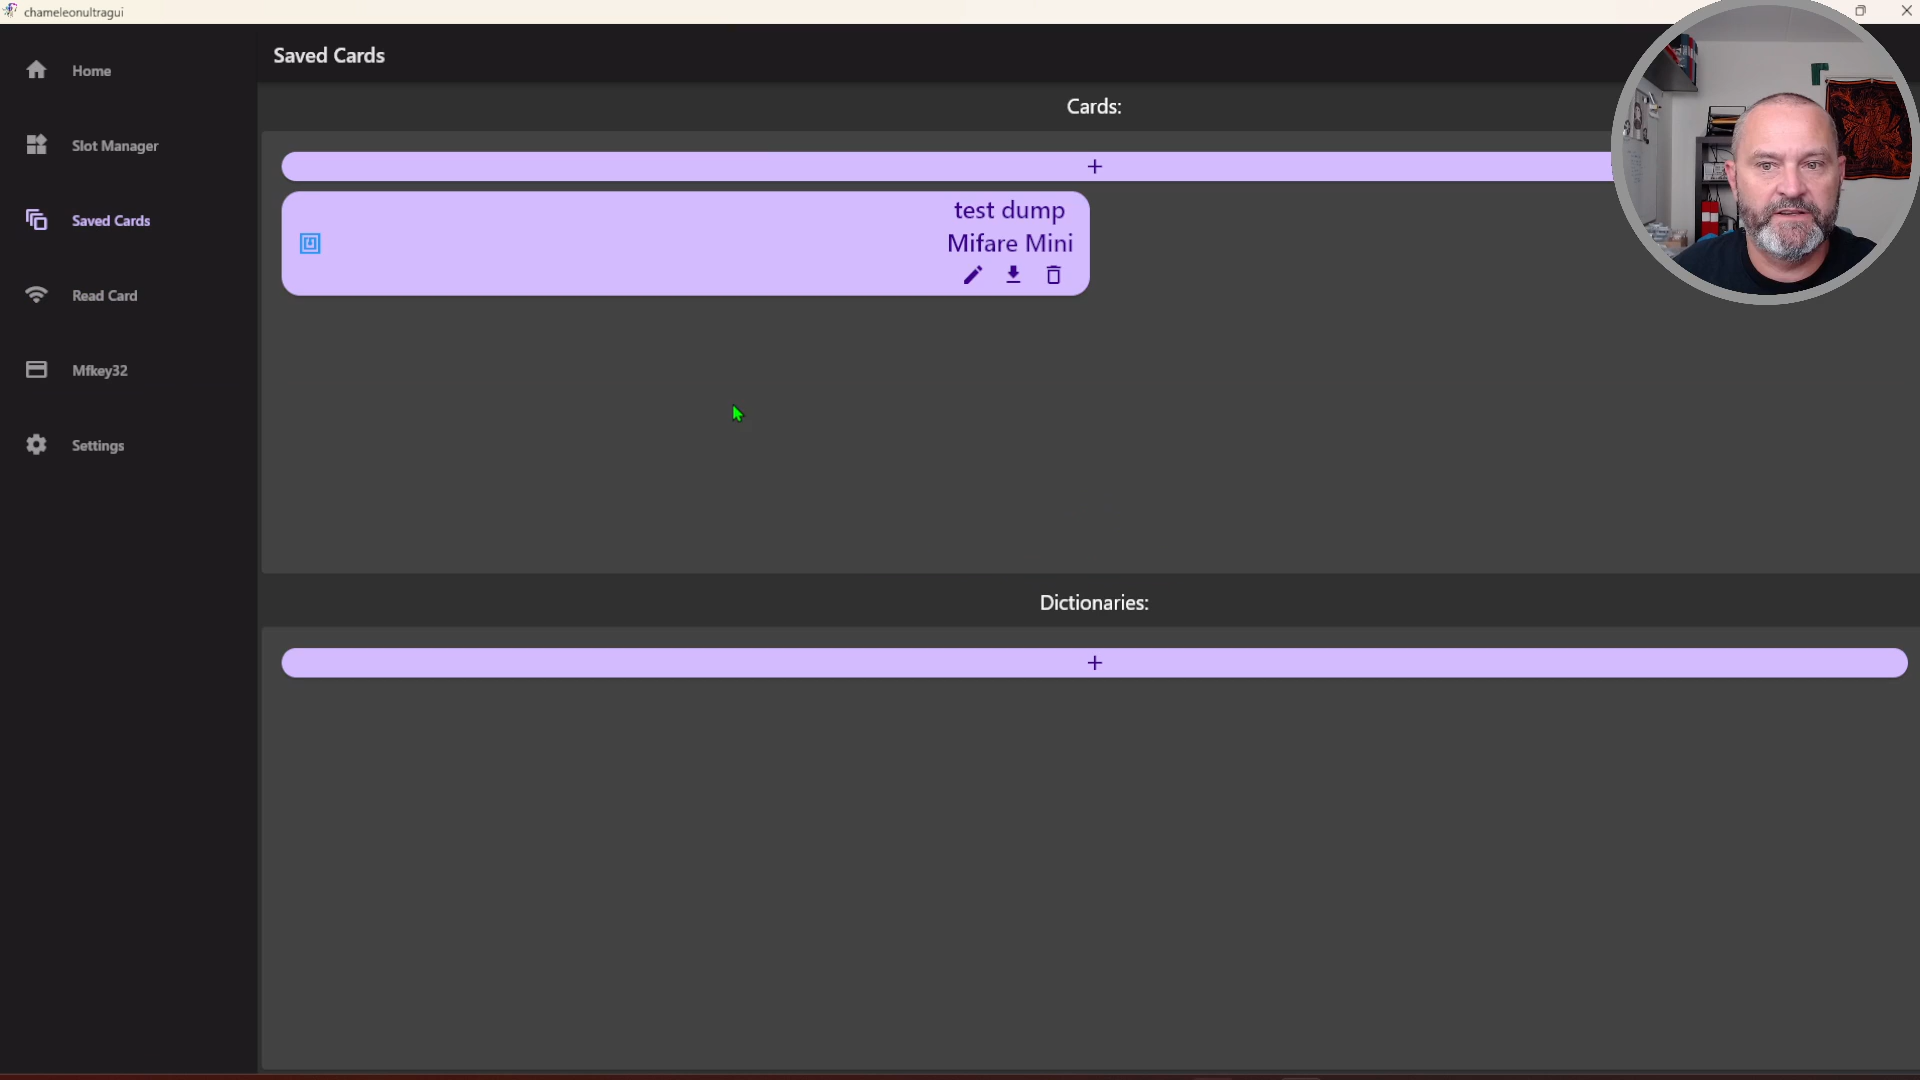 chameleonultragui
Home
Slot Manager
Saved Cards
Read Card
Mfkey32
Settings
Saved Cards
Cards:
+
test dump
Mifare Mini
Dictionaries:
+